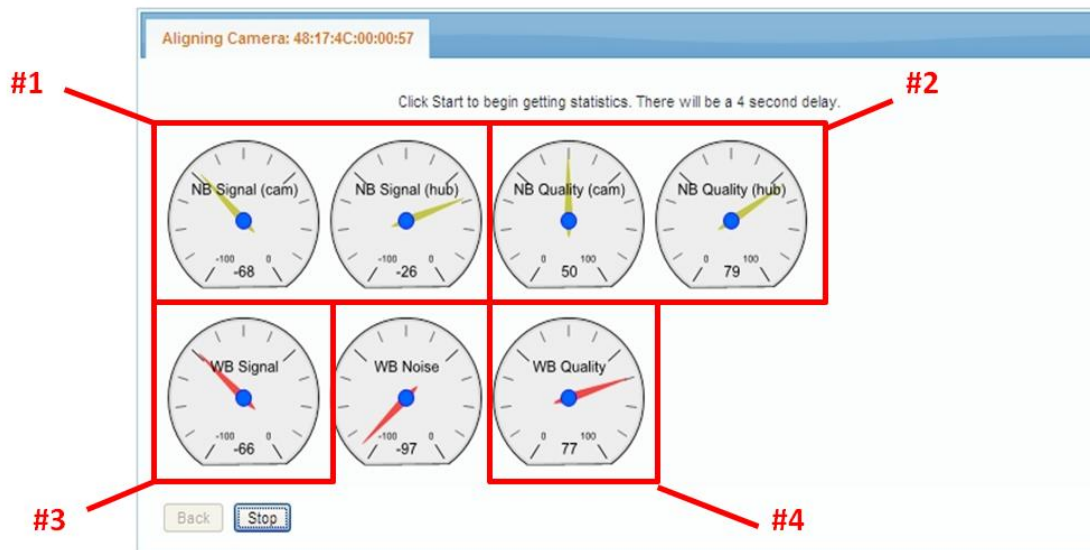 Aligning Camera: 48:17:4C:00:00:57
#1
#2
Click Start to begin getting statistics. There will be a 4 second delay.
NB Signal (cam)
-100 0
-68
NB Signal (hub)
-100 0
-26
NB Quality (cam)
0 100
50
NB Quality (hub)
0 100
79
WB Signal
-100 0
-66
WB Noise
-100 0
-97
WB Quality
0 100
77
#3
Back
Stop
#4